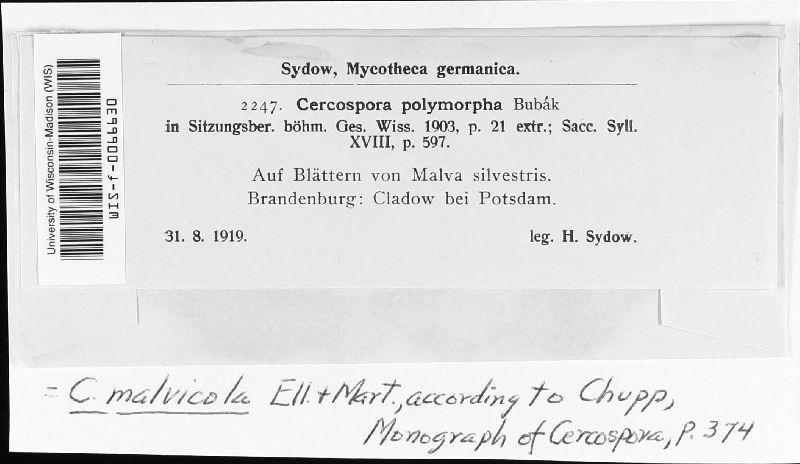 University of Wisconsin-Madison (WIS)
WIS-f-0099630
Sydow, Mycotheca germanica.
2247. Cercospora polymorpha Bubák
in Sitzungsber. böhm. Ges. Wiss. 1903, p. 21 extr.; Sacc. Syll.
XVIII, p. 597.
Auf Blättern von Malva silvestris.
Brandenburg: Cladow bei Potsdam.
31. 8. 1919. leg. H. Sydow.
= C. malvicola Ell. + Mart., according to Chupp,
Monograph of Cercospora, P. 374